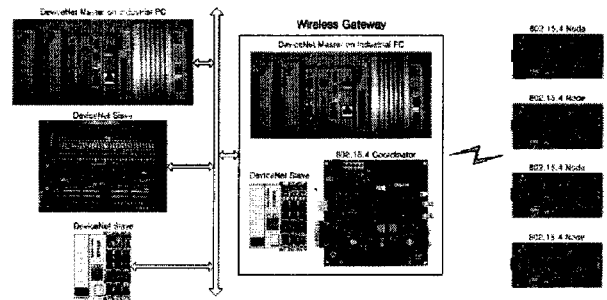 DeviceNet Master on Industrial PC
DeviceNet Slave
DeviceNet Slave
Wireless Gateway
DeviceNet Master on Industrial PC
DeviceNet Slave
802.15.4 Coordinator
802.15.4 Node
802.15.4 Node
802.15.4 Node
802.15.4 Node